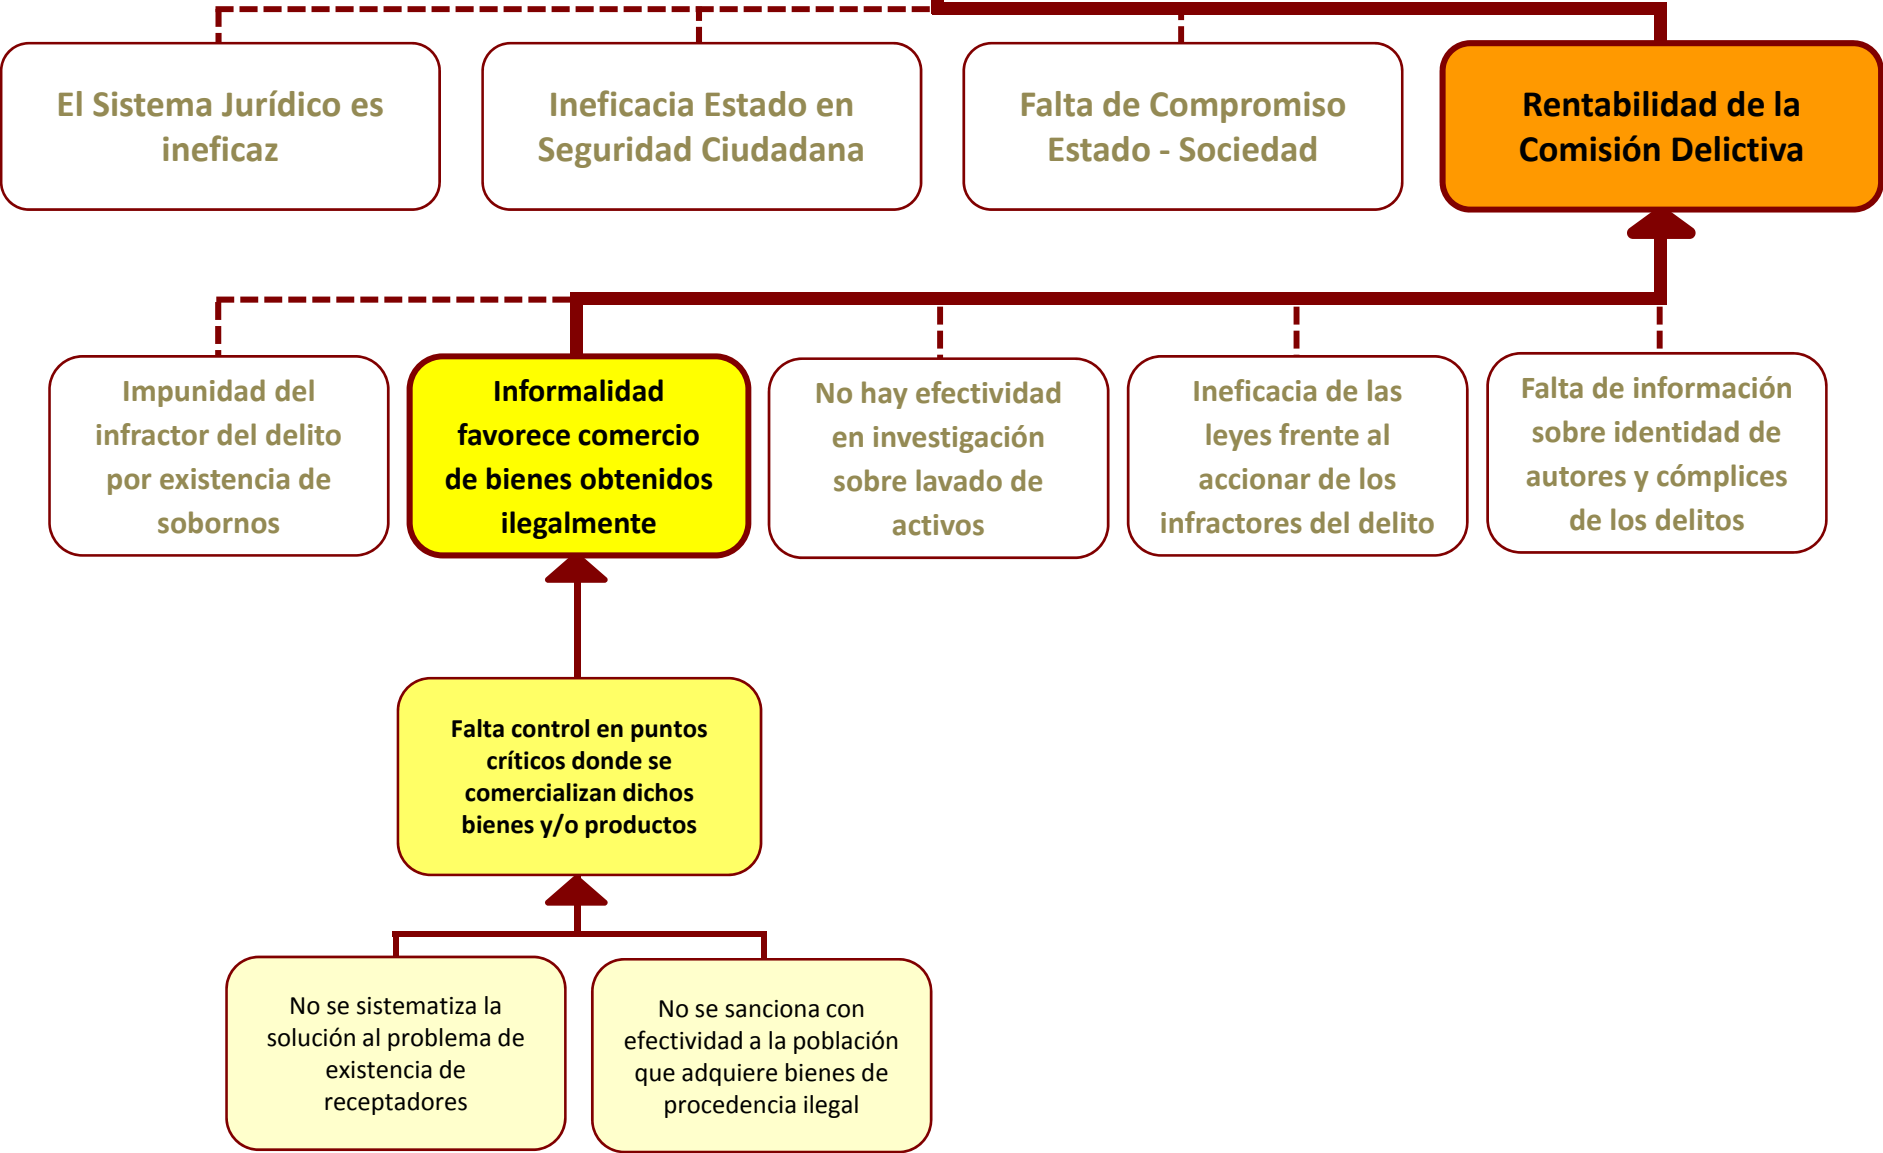 El Sistema Jurídico es
ineficaz
Ineficacia Estado en
Seguridad Ciudadana
Falta de Compromiso
Estado - Sociedad
Rentabilidad de la
Comisión Delictiva
Impunidad del
infractor del delito
por existencia de
sobornos
Informalidad
favorece comercio
de bienes obtenidos
ilegalmente
No hay efectividad
en investigación
sobre lavado de
activos
Ineficacia de las
leyes frente al
accionar de los
infractores del delito
Falta de información
sobre identidad de
autores y cómplices
de los delitos
Falta control en puntos
críticos donde se
comercializan dichos
bienes y/o productos
No se sistematiza la
solución al problema de
existencia de
receptadores
No se sanciona con
efectividad a la población
que adquiere bienes de
procedencia ilegal